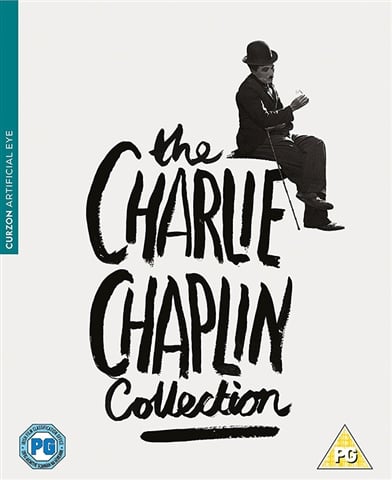 CURZON ARTIFICIAL EYE
the
CHARLIE
CHAPLIN
Collection
PG
PG